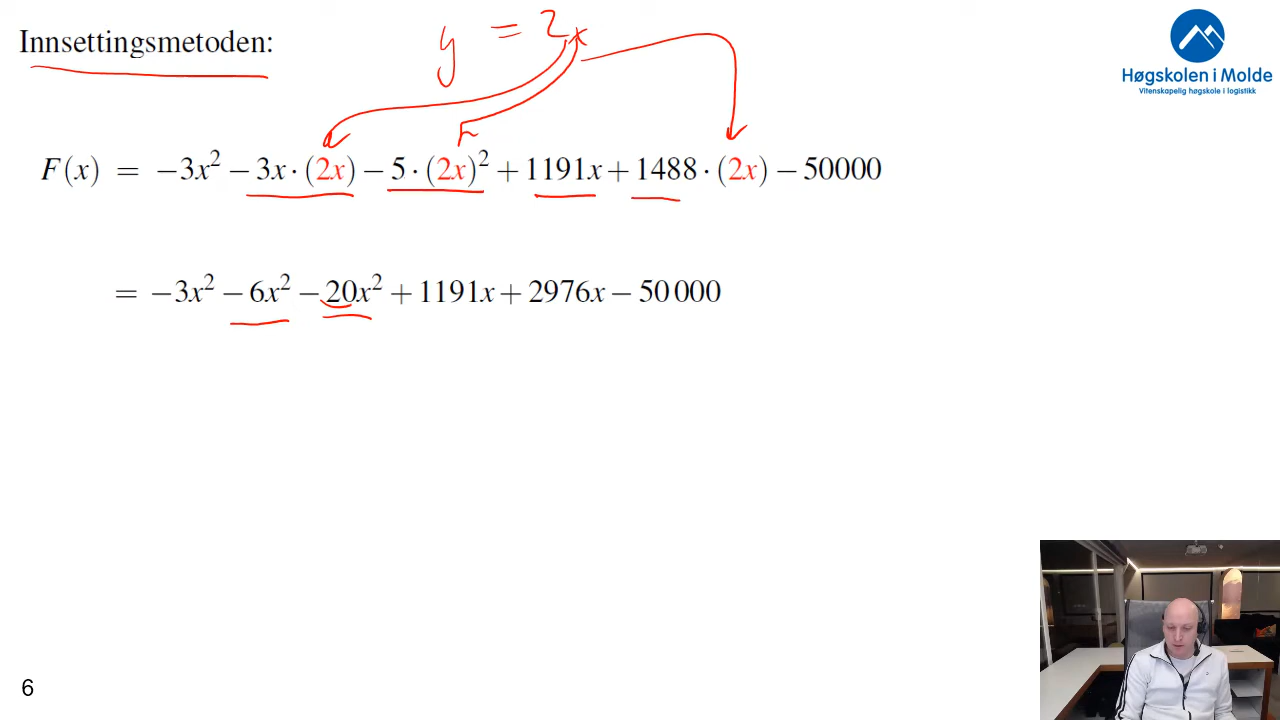 Innsettingsmetoden:
y = 2x
Høgskolen i Molde
Vitenskapelig høgskole i logistikk
F(x) = −3x² − 3x · (2x) − 5 · (2x)² + 1191x + 1488 · (2x) − 50000
= −3x² − 6x² − 20x² + 1191x + 2976x − 50 000
6